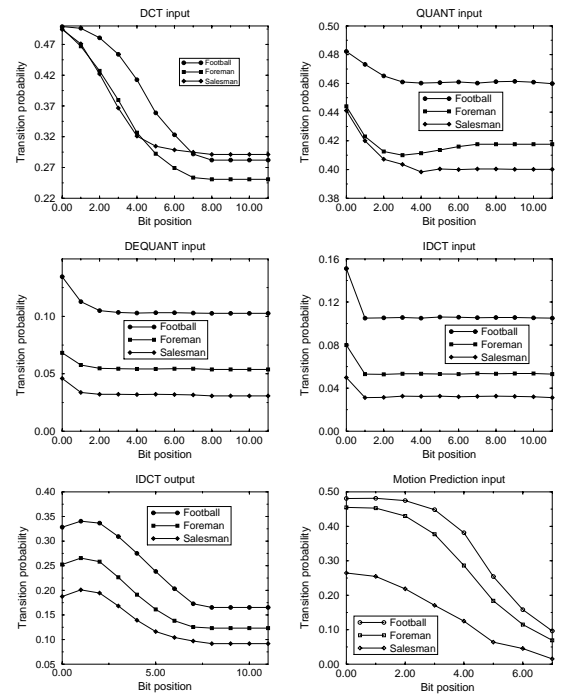 DCT input
Transition probability
0.47
0.42
0.37
0.32
0.27
0.22
0.00 2.00 4.00 6.00 8.00 10.00
Bit position
Football
Foreman
Salesman
QUANT input
Transition probability
0.50
0.48
0.46
0.44
0.42
0.40
0.38
0.00 2.00 4.00 6.00 8.00 10.00
Bit position
Football
Foreman
Salesman
DEQUANT input
Transition probability
0.10
0.05
0.00
0.00 2.00 4.00 6.00 8.00 10.00
Bit position
Football
Foreman
Salesman
IDCT input
Transition probability
0.16
0.12
0.08
0.04
0.00
0.00 2.00 4.00 6.00 8.00 10.00
Bit position
Football
Foreman
Salesman
IDCT output
Transition probability
0.40
0.35
0.30
0.25
0.20
0.15
0.10
0.05
0.00 5.00 10.00
Bit position
Football
Foreman
Salesman
Motion Prediction input
Transition probability
0.50
0.40
0.30
0.20
0.10
0.00
0.00 2.00 4.00 6.00
Bit position
Football
Foreman
Salesman